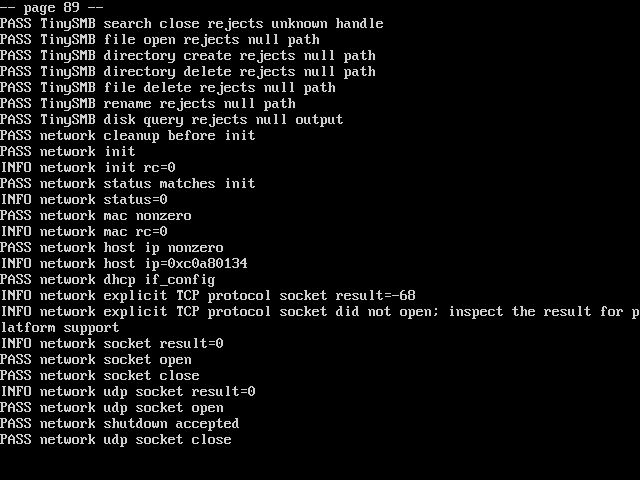 -- page 89 --
PASS TinySMB search close rejects unknown handle
PASS TinySMB file open rejects null path
PASS TinySMB directory create rejects null path
PASS TinySMB directory delete rejects null path
PASS TinySMB file delete rejects null path
PASS TinySMB rename rejects null path
PASS TinySMB disk query rejects null output
PASS network cleanup before init
PASS network init
INFO network init rc=0
PASS network status matches init
INFO network status=0
PASS network mac nonzero
INFO network mac rc=0
PASS network host ip nonzero
INFO network host ip=0xc0a80134
PASS network dhcp if_config
INFO network explicit TCP protocol socket result=-68
INFO network explicit TCP protocol socket did not open; inspect the result for p
latform support
INFO network socket result=0
PASS network socket open
PASS network socket close
INFO network udp socket result=0
PASS network udp socket open
PASS network shutdown accepted
PASS network udp socket close